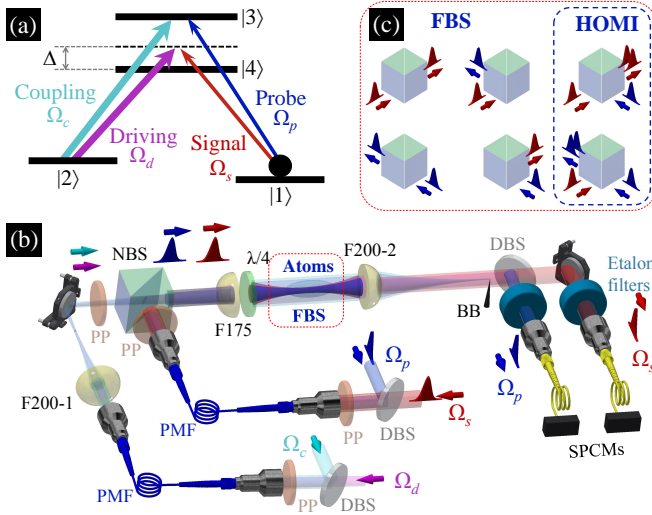 (a)
|3⟩
Δ
|4⟩
Coupling
Ω_c
Driving
Ω_d
Probe
Ω_p
Signal
Ω_s
|2⟩
|1⟩
(c)
FBS
HOMI
(b)
NBS
λ/4
Atoms
FBS
F200-2
DBS
Etalon
filters
PP
PP
F175
BB
Ω_s
Ω_p
F200-1
Ω_p
PMF
PP
DBS
Ω_s
SPCMs
Ω_c
PMF
PP
DBS
Ω_d